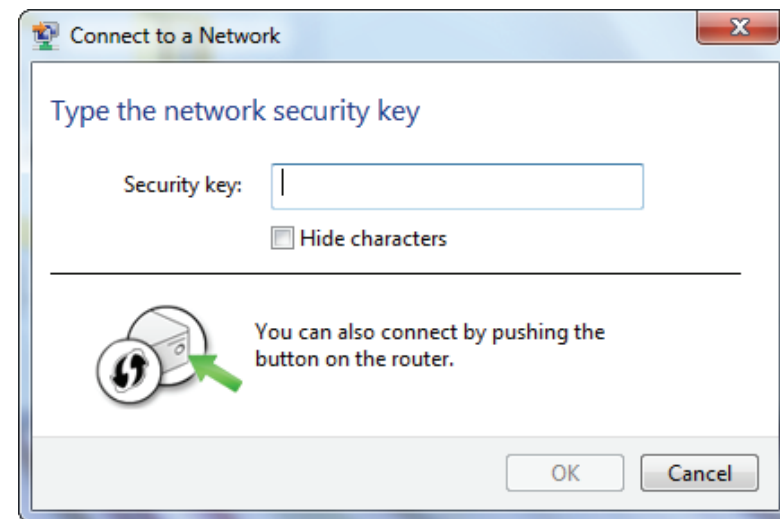 Connect to a Network
Type the network security key
Security key:
Hide characters
You can also connect by pushing the
button on the router.
OK
Cancel